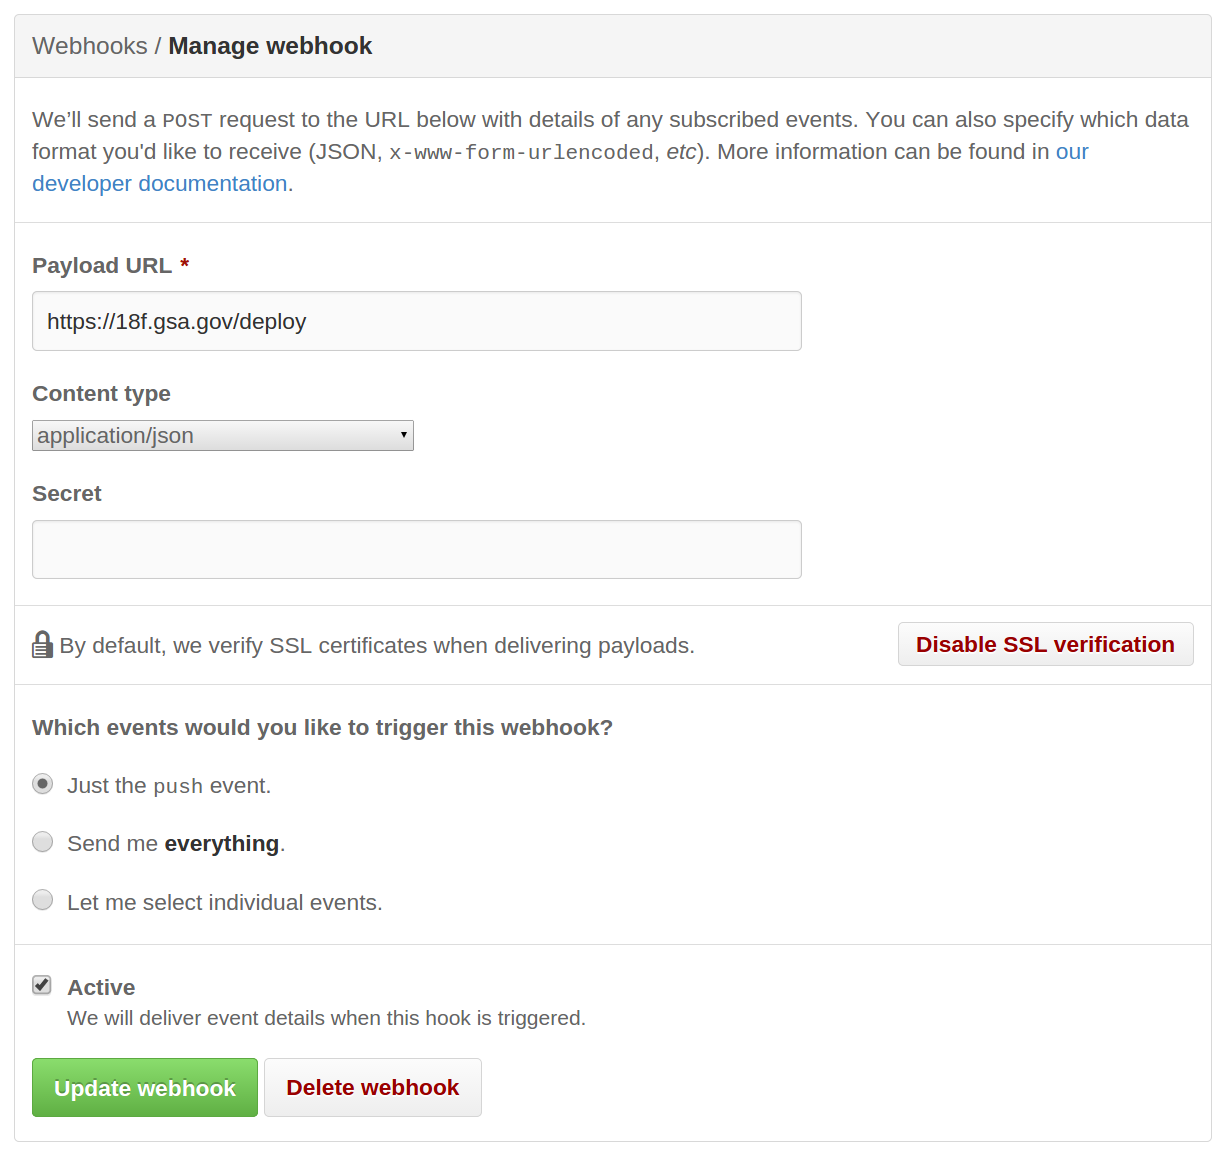 Webhooks / Manage webhook
We’ll send a POST request to the URL below with details of any subscribed events. You can also specify which data
format you'd like to receive (JSON, x-www-form-urlencoded, etc). More information can be found in our
developer documentation.
Payload URL *
https://18f.gsa.gov/deploy
Content type
application/json
Secret
By default, we verify SSL certificates when delivering payloads.
Disable SSL verification
Which events would you like to trigger this webhook?
Just the push event.
Send me everything.
Let me select individual events.
Active
We will deliver event details when this hook is triggered.
Update webhook Delete webhook